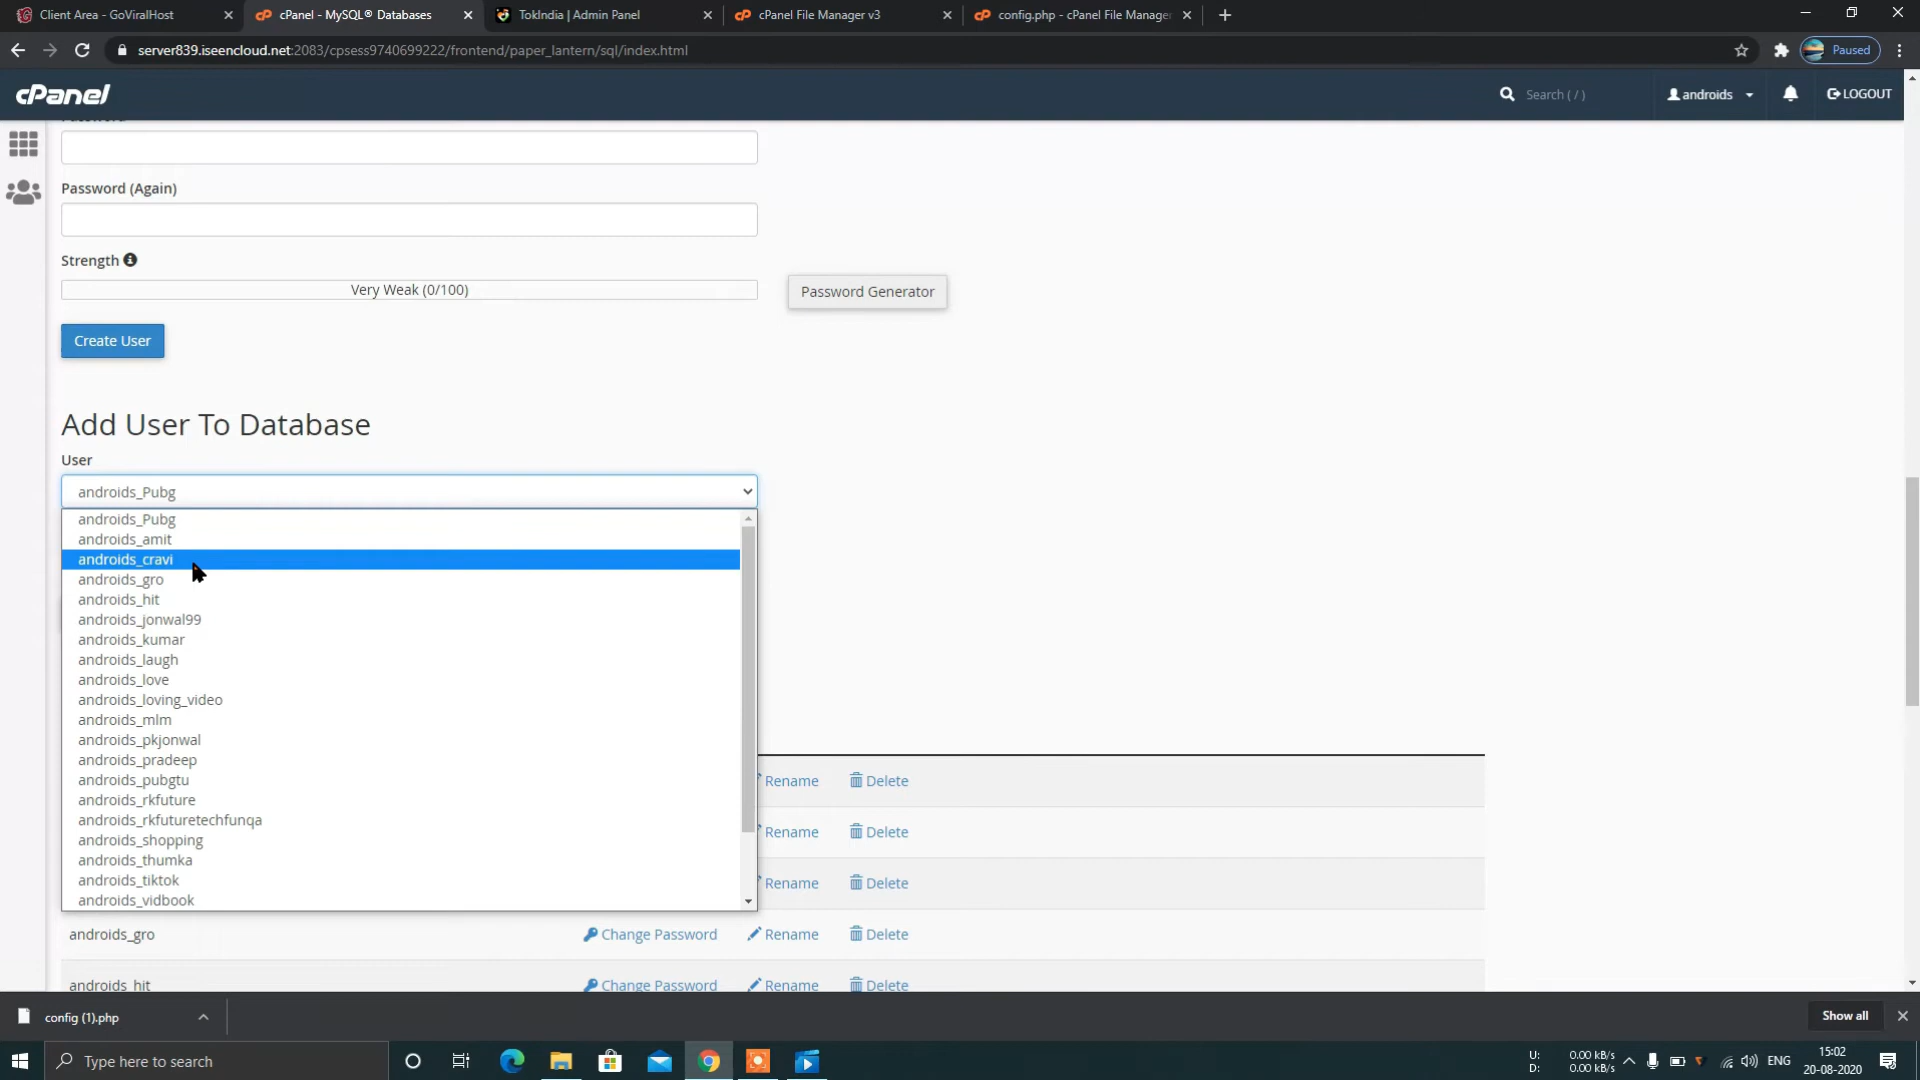 Client Area - GoViralHost
cPanel - MySQL® Databases
TokIndia | Admin Panel
cPanel File Manager v3
config.php - cPanel File Manager
server839.iseencloud.net:2083/cpsess9740699222/frontend/paper_lantern/sql/index.html
Paused
cPanel
Search ( / )
androids
LOGOUT
Password (Again)
Strength
Very Weak (0/100)
Password Generator
Create User
Add User To Database
User
androids_Pubg
androids_Pubg
androids_amit
androids_cravi
androids_gro
androids_hit
androids_jonwal99
androids_kumar
androids_laugh
androids_love
androids_loving_video
androids_mlm
androids_pkjonwal
androids_pradeep
androids_pubgtu
androids_rkfuture
androids_rkfuturetechfunqa
androids_shopping
androids_thumka
androids_tiktok
androids_vidbook
Rename Delete
Rename Delete
Rename Delete
androids_gro Change Password Rename Delete
androids_hit Change Password Rename Delete
config (1).php
Show all
Type here to search
U: 0.00 kB/s
D: 0.00 kB/s
ENG
15:02
20-08-2020